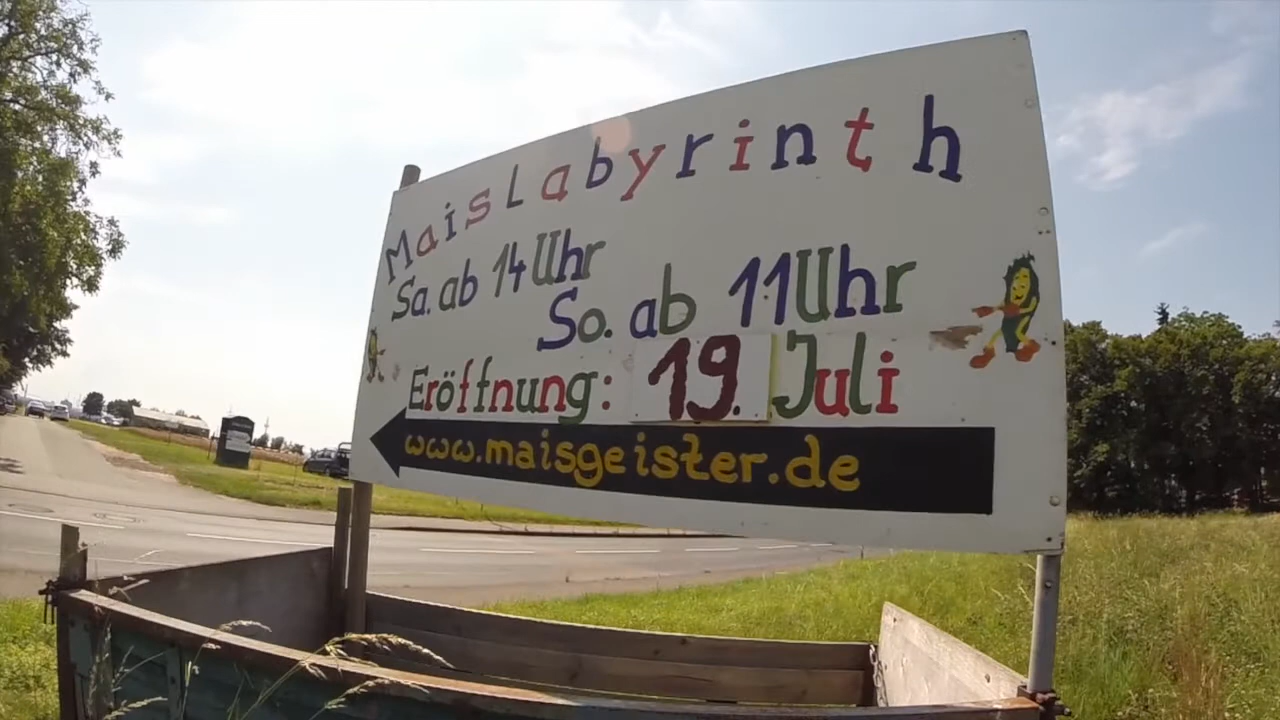 MaisLabyrinth
Sa. ab 14 Uhr
So. ab 11 Uhr
Eröffnung: 19. Juli
www.maisgeister.de